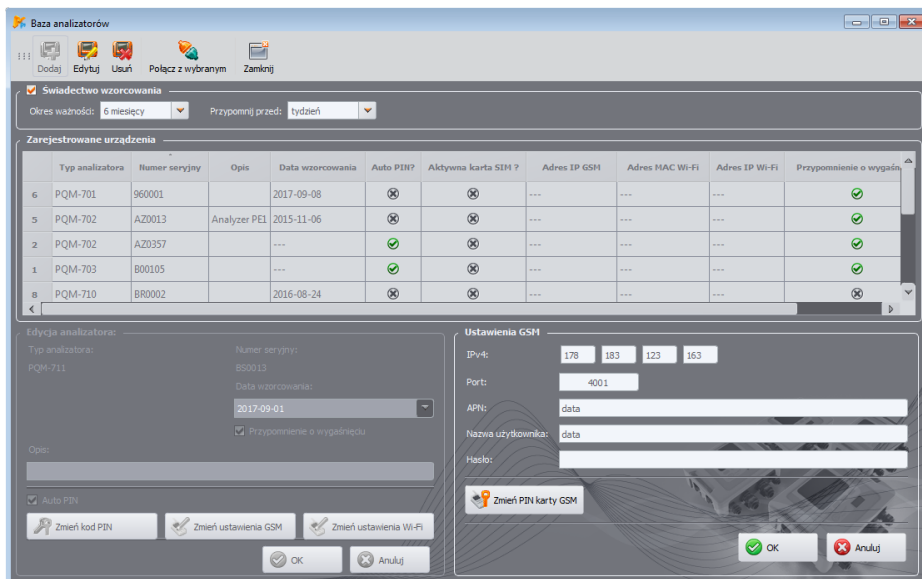 Baza analizatorów
Dodaj Edytuj Usuń Połącz z wybranym Zamknij
Świadectwo wzorcowania
Okres ważności: 6 miesięcy Przypomnij przed: tydzień
Zarejestrowane urządzenia
Typ analizatora Numer seryjny Opis Data wzorcowania Auto PIN? Aktywna karta SIM ? Adres IP GSM Adres MAC Wi-Fi Adres IP Wi-Fi Przypomnienie o wygaśn
6 PQM-701 960001 2017-09-08 --- --- ---
5 PQM-702 AZ0013 Analyzer PE1 2015-11-06 --- --- ---
2 PQM-702 AZ0357 --- --- --- ---
1 PQM-703 B00105 --- --- --- ---
8 PQM-710 BR0002 2016-08-24 --- --- ---
Edycja analizatora:
Typ analizatora: Numer seryjny:
PQM-711 BS0013
Data wzorcowania:
2017-09-01
Przypomnienie o wygaśnięciu
Opis:
Auto PIN
Zmień kod PIN Zmień ustawienia GSM Zmień ustawienia Wi-Fi
OK Anuluj
Ustawienia GSM
IPv4: 178 183 123 163
Port: 4001
APN: data
Nazwa użytkownika: data
Hasło:
Zmień PIN karty GSM
OK Anuluj